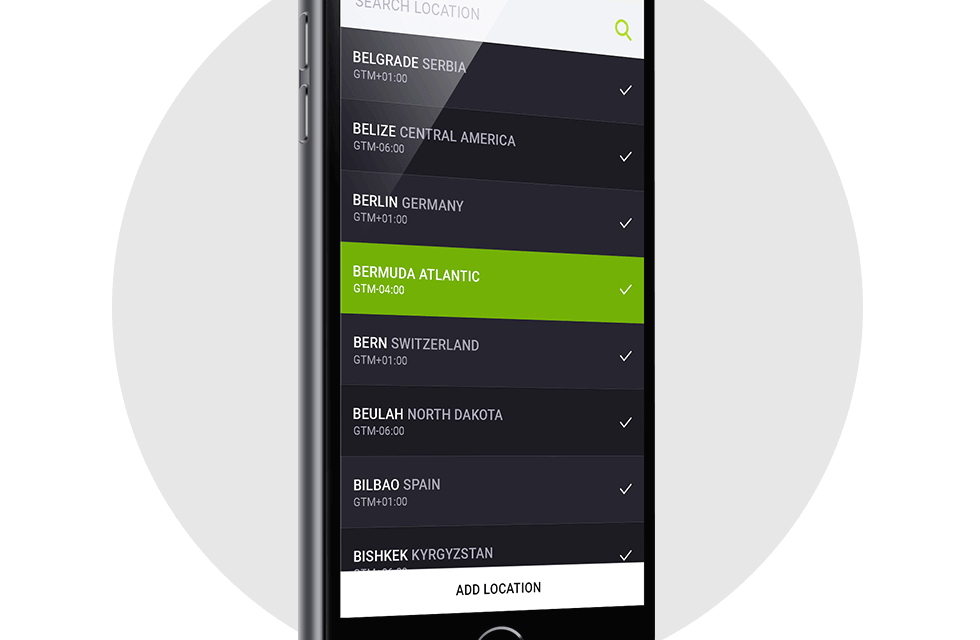 SEARCH LOCATION
BELGRADE SERBIA
GTM+01:00
BELIZE CENTRAL AMERICA
GTM-06:00
BERLIN GERMANY
GTM+01:00
BERMUDA ATLANTIC
GTM-04:00
BERN SWITZERLAND
GTM+01:00
BEULAH NORTH DAKOTA
GTM-06:00
BILBAO SPAIN
GTM+01:00
BISHKEK KYRGYZSTAN
ADD LOCATION